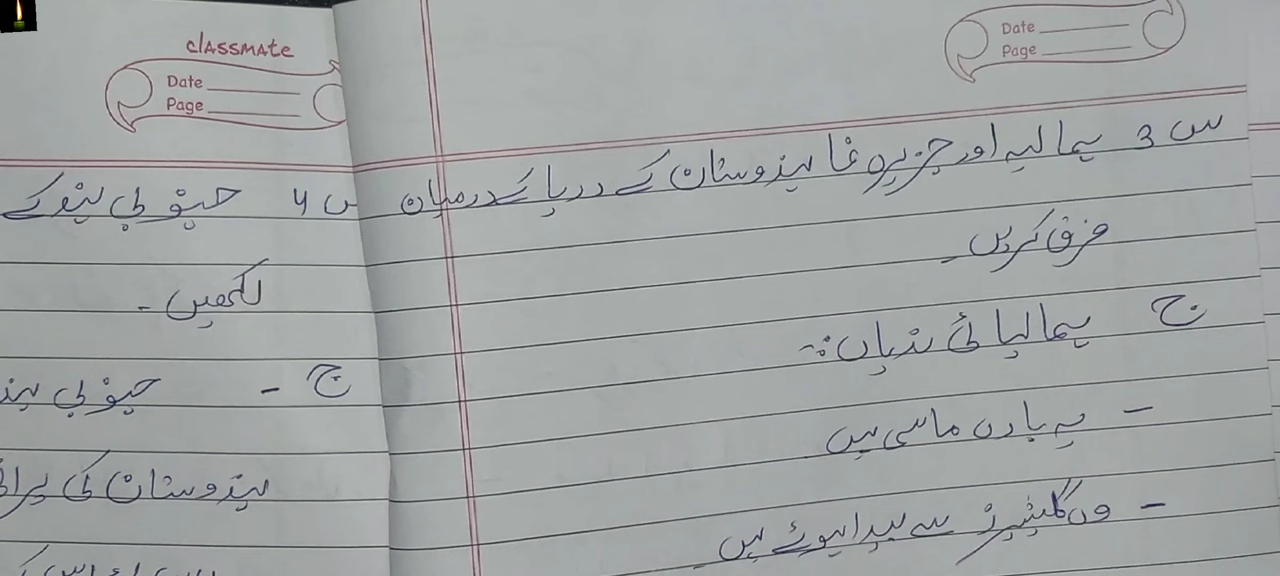 Date
Page
س 3 ہمالیہ اور جزیرہ نما ہندوستان کے دریا کے درمیان
فرق کریں۔
ج ہمالیائی ندیاں:۔
- یہ بارہ ماسی ہیں
- وہ گلیشیرز سے پیدا ہوئے ہیں
classmate
Date
Page
س 4 جنوبی ہند کے
لکھیں۔
ج - جنوبی ہند
ہندوستان کی